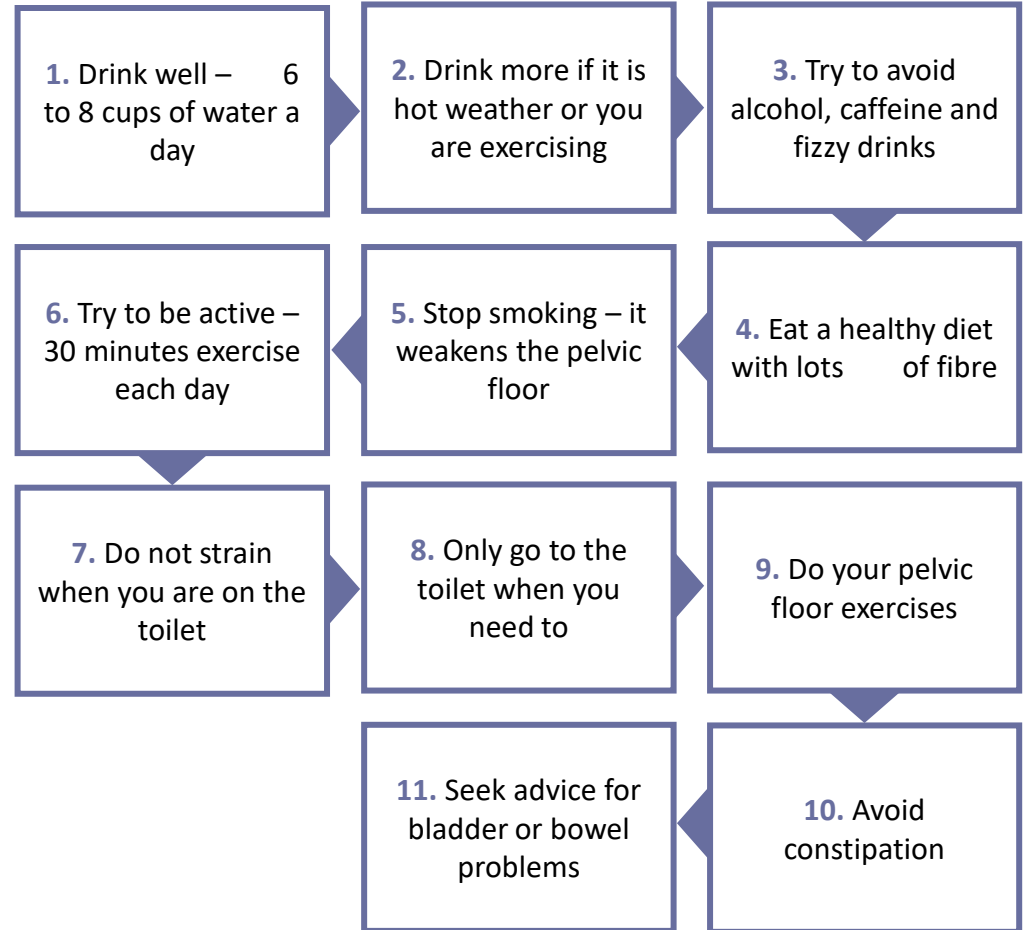 1. Drink well – 6
to 8 cups of water a
day
2. Drink more if it is
hot weather or you
are exercising
3. Try to avoid
alcohol, caffeine and
fizzy drinks
4. Eat a healthy diet
with lots of fibre
5. Stop smoking – it
weakens the pelvic
floor
6. Try to be active –
30 minutes exercise
each day
7. Do not strain
when you are on the
toilet
8. Only go to the
toilet when you
need to
9. Do your pelvic
floor exercises
10. Avoid
constipation
11. Seek advice for
bladder or bowel
problems